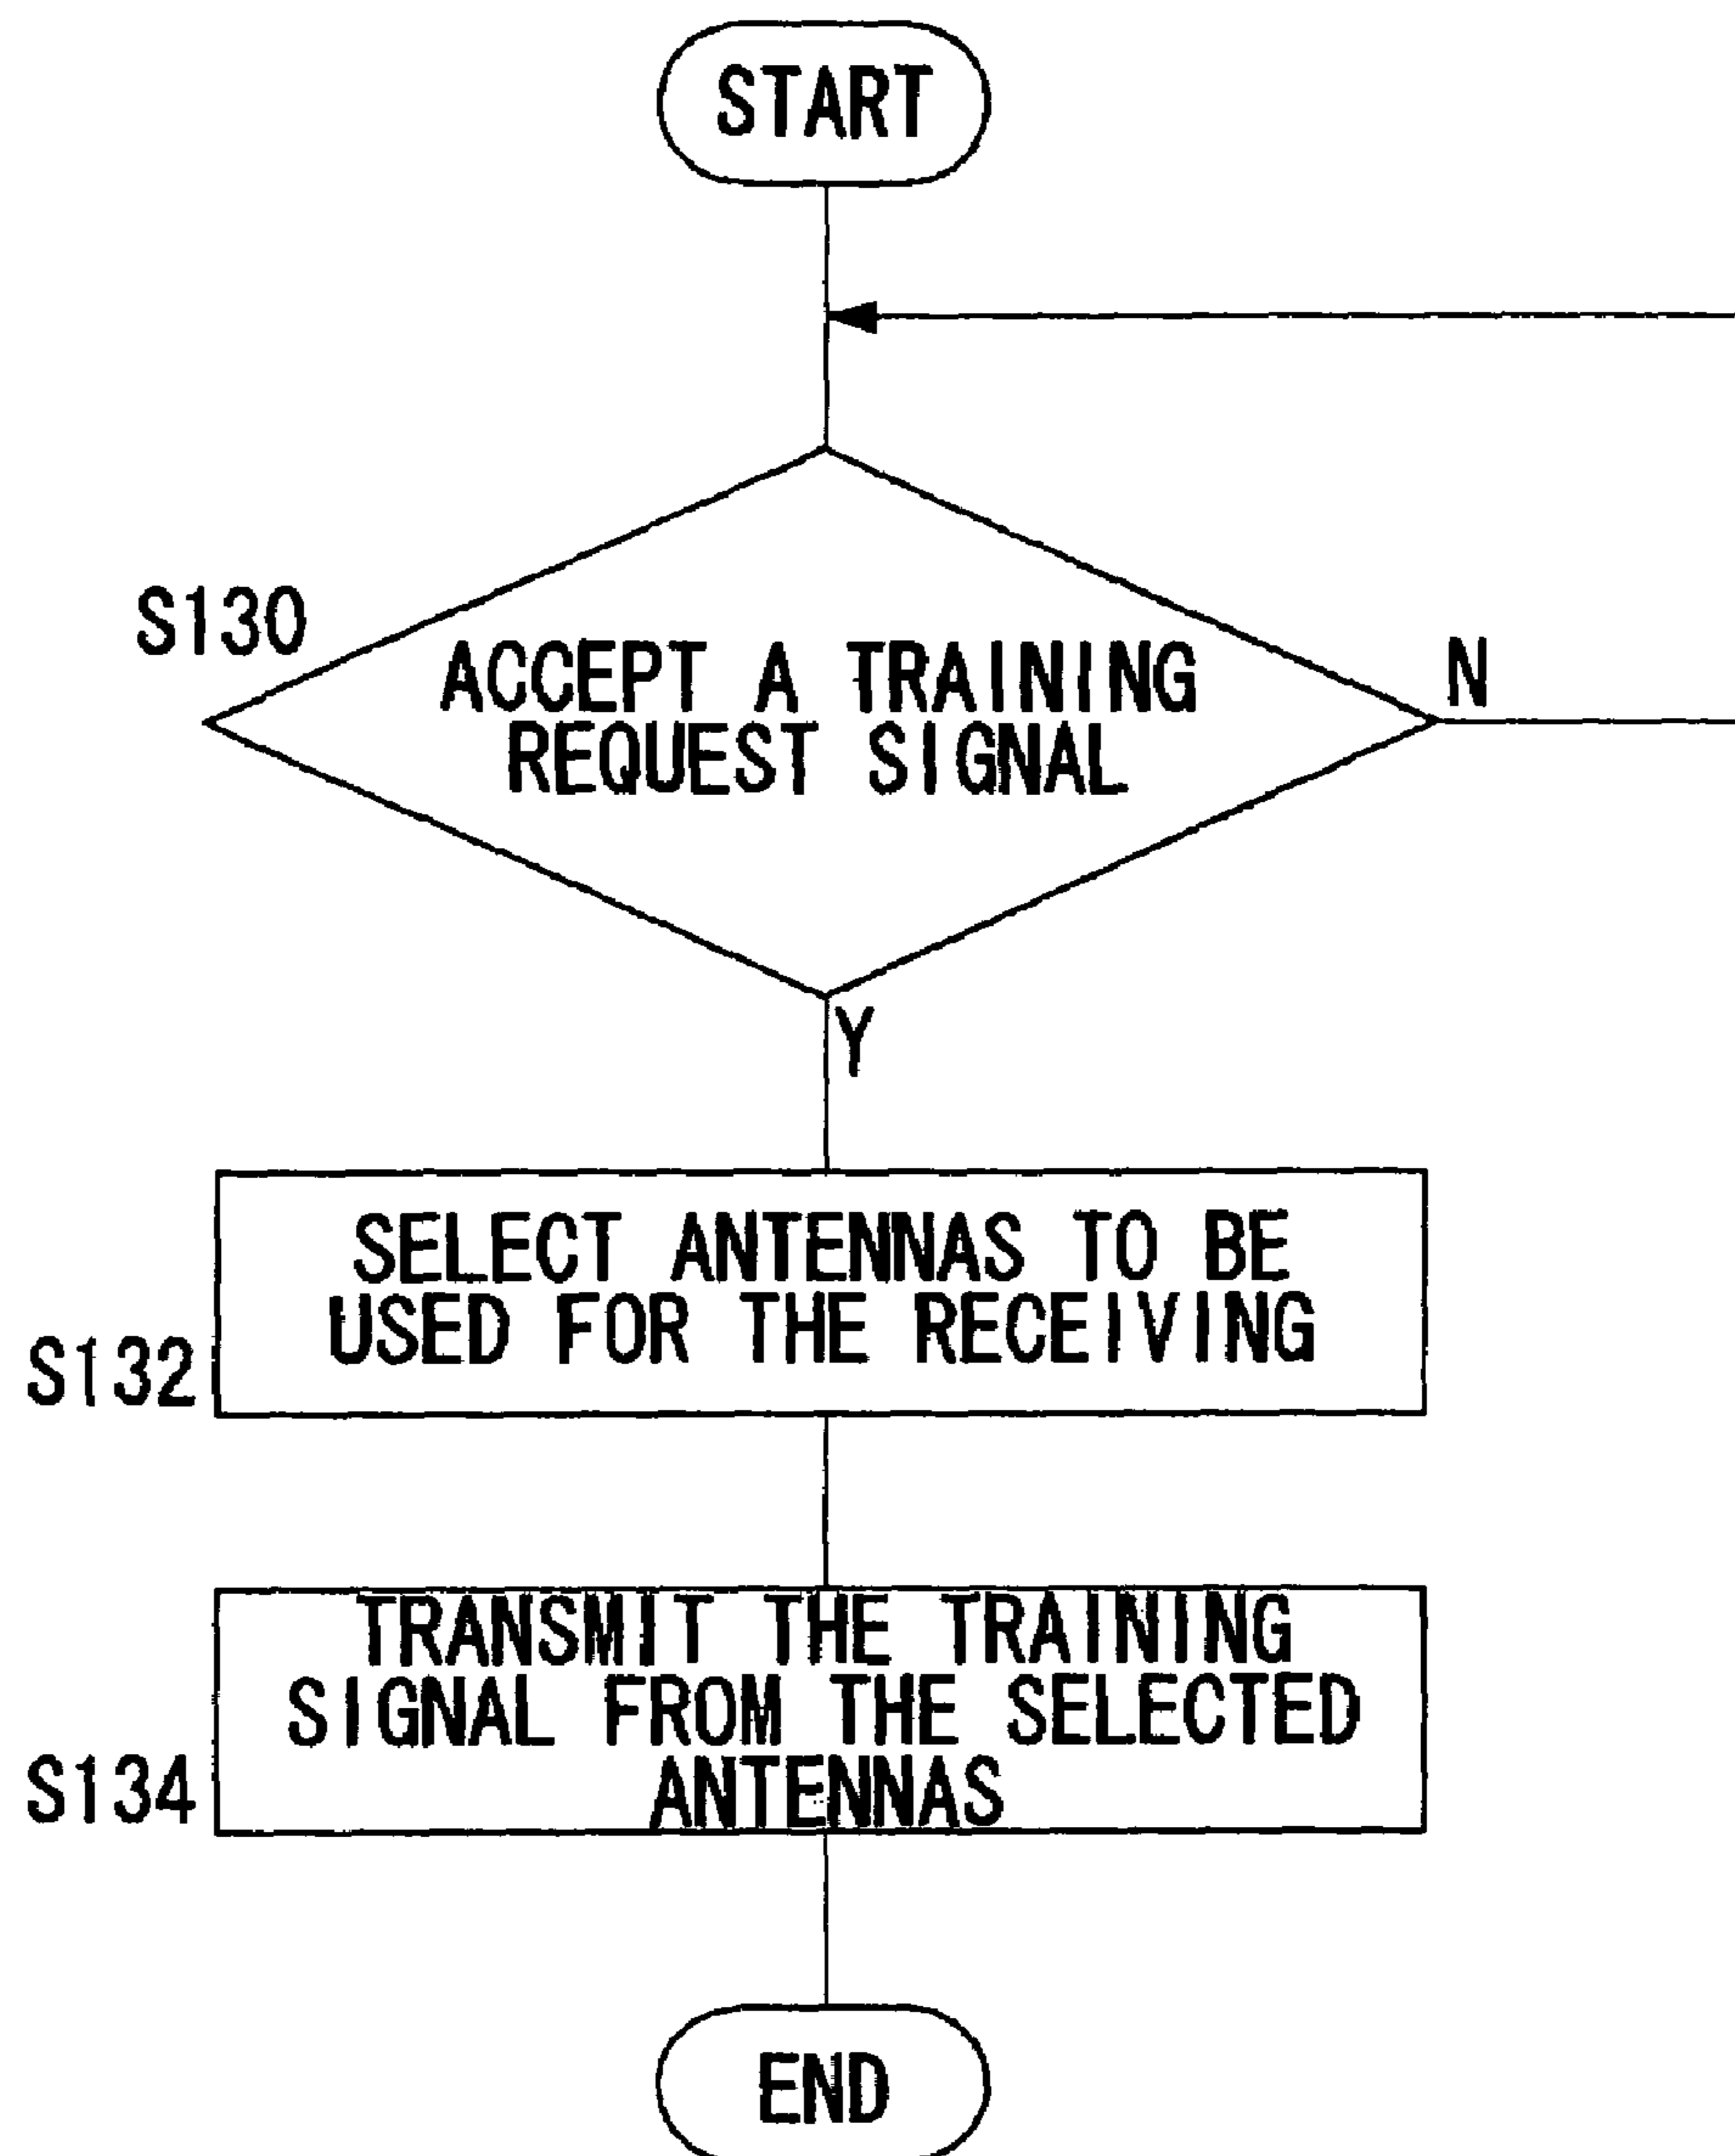 START
S130
ACCEPT A TRAINING
REQUEST SIGNAL
N
Y
SELECT ANTENNAS TO BE
USED FOR THE RECEIVING
S132
TRANSMIT THE TRAINING
SIGNAL FROM THE SELECTED
ANTENNAS
S134
END